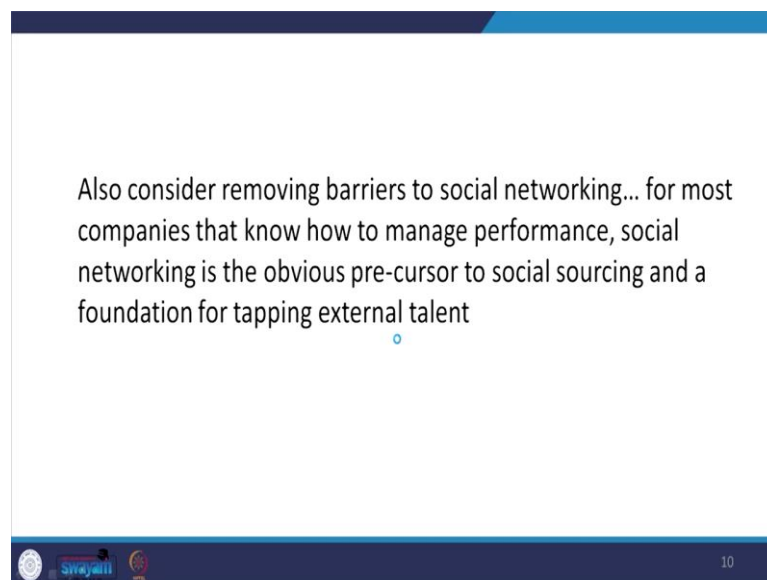 Also consider removing barriers to social networking... for most
companies that know how to manage performance, social
networking is the obvious pre-cursor to social sourcing and a
foundation for tapping external talent
swayam
10